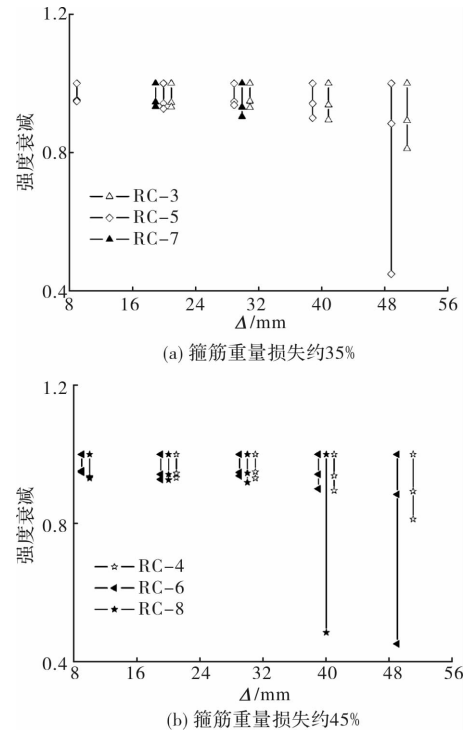 1.2
强度衰减
0.8
0.4
RC-3
RC-5
RC-7
8 16 24 32 40 48 56
Δ/mm
(a) 箍筋重量损失约35%
1.2
强度衰减
0.8
0.4
RC-4
RC-6
RC-8
8 16 24 32 40 48 56
Δ/mm
(b) 箍筋重量损失约45%